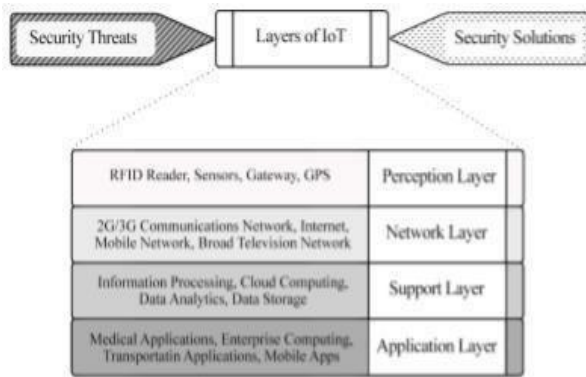 Security Threats
Layers of IoT
Security Solutions
RFID Reader, Sensors, Gateway, GPS
Perception Layer
2G/3G Communications Network, Internet,
Mobile Network, Broad Television Network
Network Layer
Information Processing, Cloud Computing,
Data Analytics, Data Storage
Support Layer
Medical Applications, Enterprise Computing,
Transportatin Applications, Mobile Apps
Application Layer